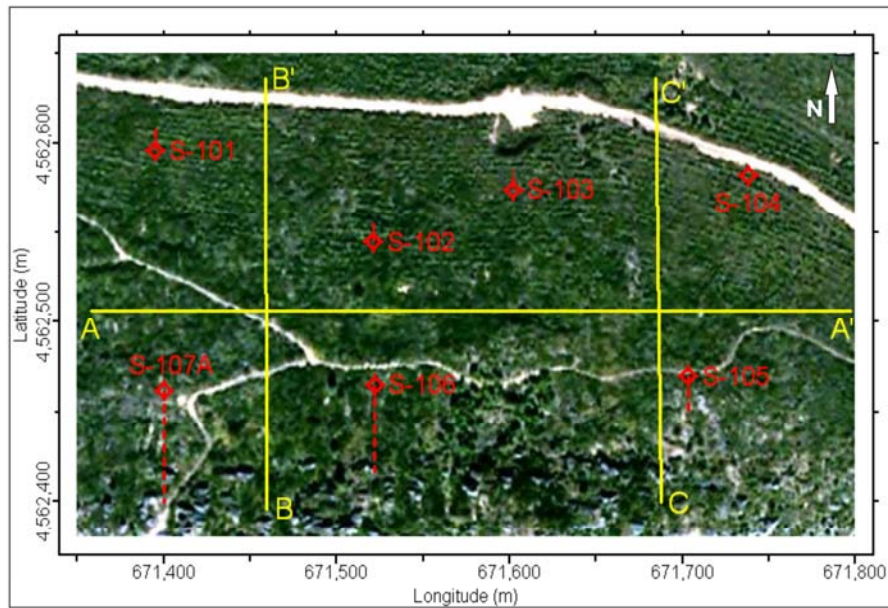 B'
C'
N
4,562,600
S-101
S-103
S-104
S-102
Latitude (m)
4,562,500
A
A'
S-107A
S-106
S-105
4,562,400
B
C
671,400
671,500
671,600
671,700
671,800
Longitude (m)